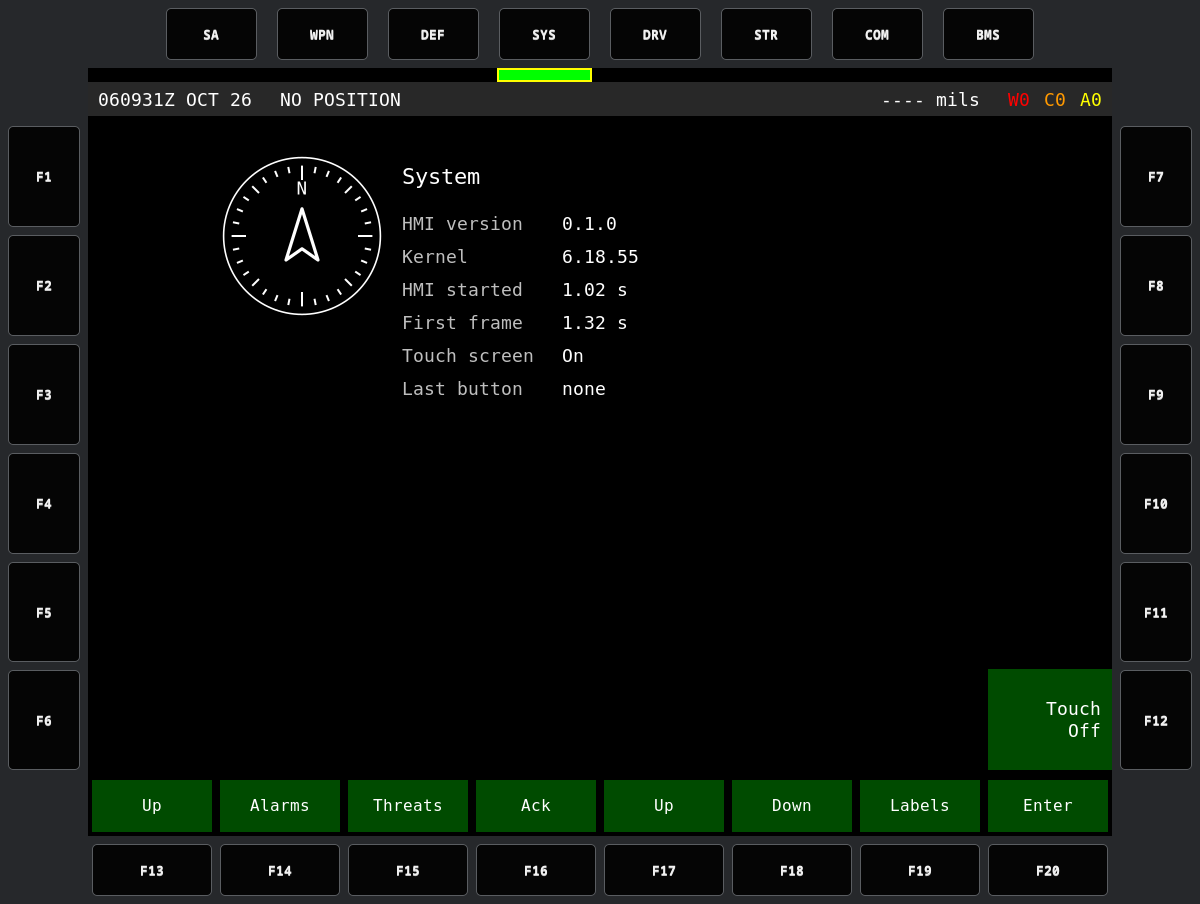 SA WPN DEF SYS DRV STR COM BMS
060931Z OCT 26 NO POSITION ---- mils W0 C0 A0
F1
F2
F3
F4
F5
F6
N
System
HMI version 0.1.0
Kernel 6.18.55
HMI started 1.02 s
First frame 1.32 s
Touch screen On
Last button none
F7
F8
F9
F10
F11
F12
Touch
Off
Up Alarms Threats Ack Up Down Labels Enter
F13 F14 F15 F16 F17 F18 F19 F20